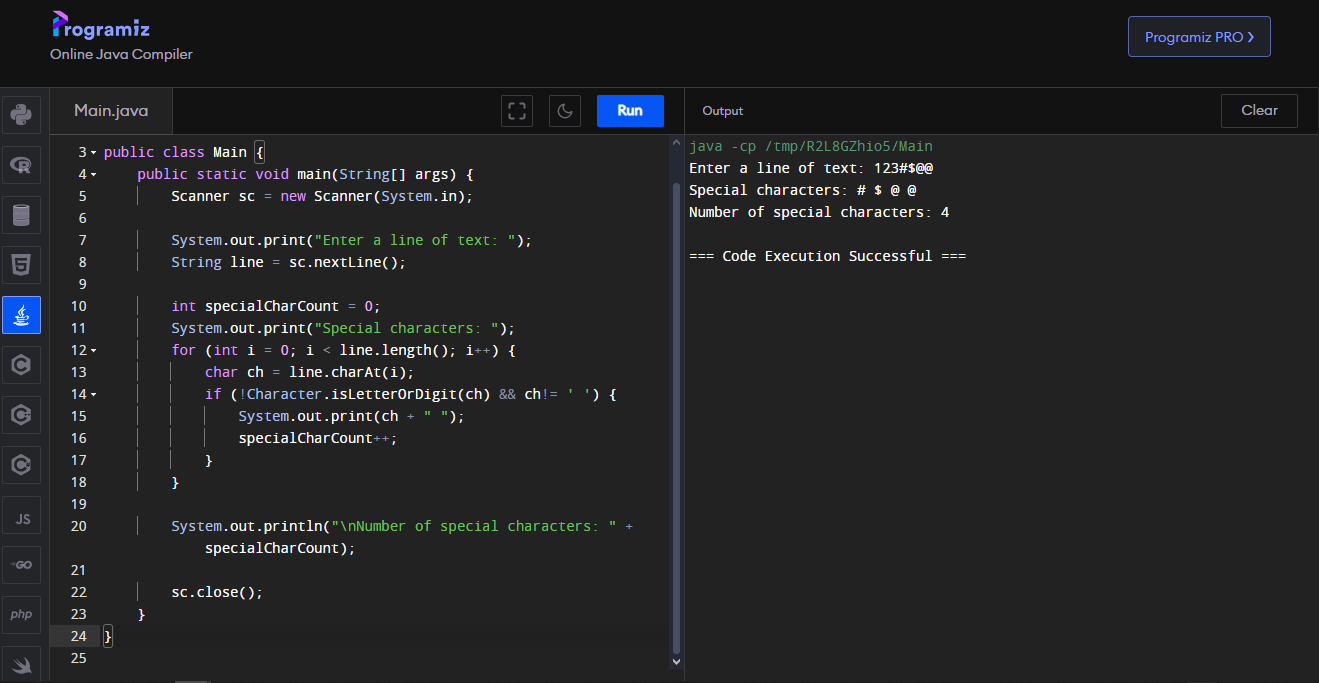 Programiz
Online Java Compiler
Programiz PRO ❯
Main.java
Run
Output
Clear
JS
GO
php
3 public class Main {
4     public static void main(String[] args) {
5         Scanner sc = new Scanner(System.in);
6
7         System.out.print("Enter a line of text: ");
8         String line = sc.nextLine();
9
10         int specialCharCount = 0;
11         System.out.print("Special characters: ");
12         for (int i = 0; i < line.length(); i++) {
13             char ch = line.charAt(i);
14             if (!Character.isLetterOrDigit(ch) && ch!= ' ') {
15                 System.out.print(ch + " ");
16                 specialCharCount++;
17             }
18         }
19
20         System.out.println("\nNumber of special characters: " +
            specialCharCount);
21
22         sc.close();
23     }
24 }
25
java -cp /tmp/R2L8GZhio5/Main
Enter a line of text: 123#$@@
Special characters: # $ @ @
Number of special characters: 4

=== Code Execution Successful ===